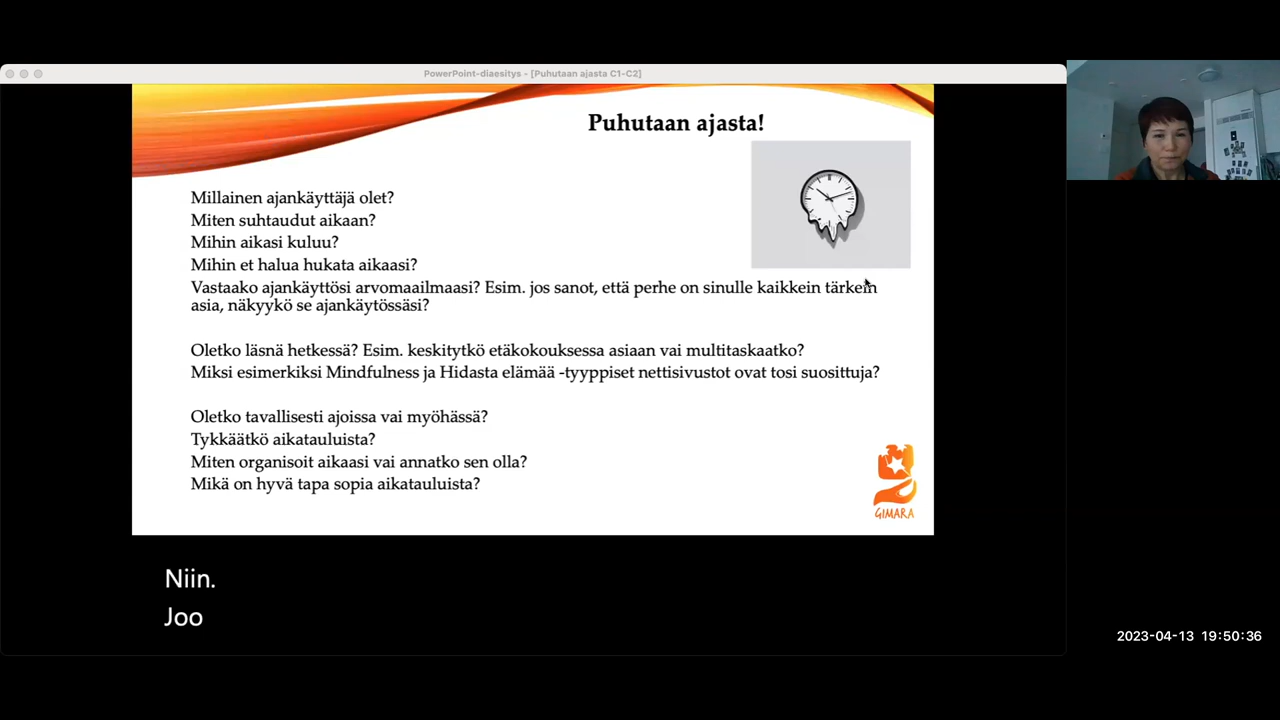 PowerPoint-diaesitys - [Puhutaan ajasta C1-C2]
Puhutaan ajasta!
Millainen ajankäyttäjä olet?
Miten suhtaudut aikaan?
Mihin aikasi kuluu?
Mihin et halua hukata aikaasi?
Vastaako ajankäyttösi arvomaailmaasi? Esim. jos sanot, että perhe on sinulle kaikkein tärkein
asia, näkyykö se ajankäytössäsi?
Oletko läsnä hetkessä? Esim. keskitytkö etäkokouksessa asiaan vai multitaskaatko?
Miksi esimerkiksi Mindfulness ja Hidasta elämää -tyyppiset nettisivustot ovat tosi suosittuja?
Oletko tavallisesti ajoissa vai myöhässä?
Tykkäätkö aikatauluista?
Miten organisoit aikaasi vai annatko sen olla?
Mikä on hyvä tapa sopia aikatauluista?
GIMARA
Niin.
Joo
2023-04-13 19:50:36